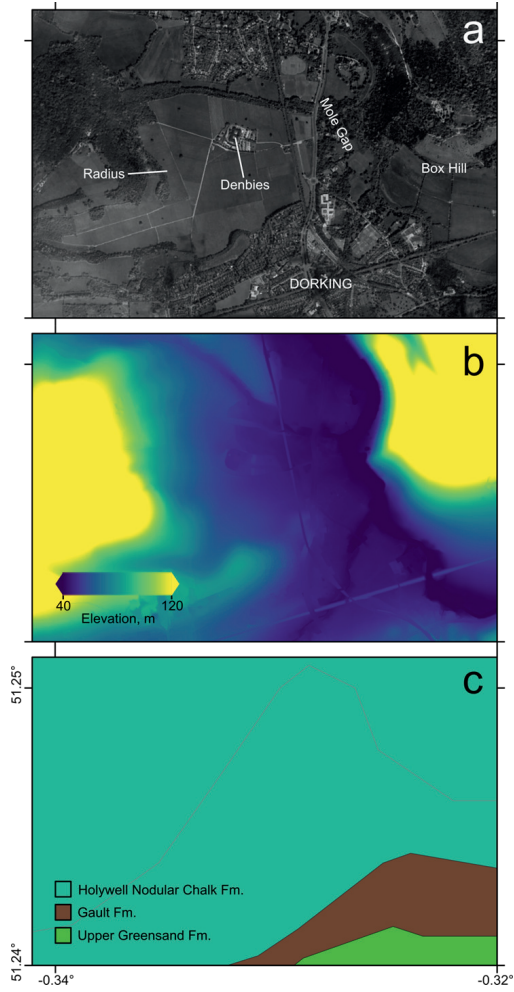 a
Mole Gap
Radius
Denbies
Box Hill
DORKING
b
40
120
Elevation, m
c
51.25°
Holywell Nodular Chalk Fm.
Gault Fm.
Upper Greensand Fm.
51.24°
-0.34°
-0.32°